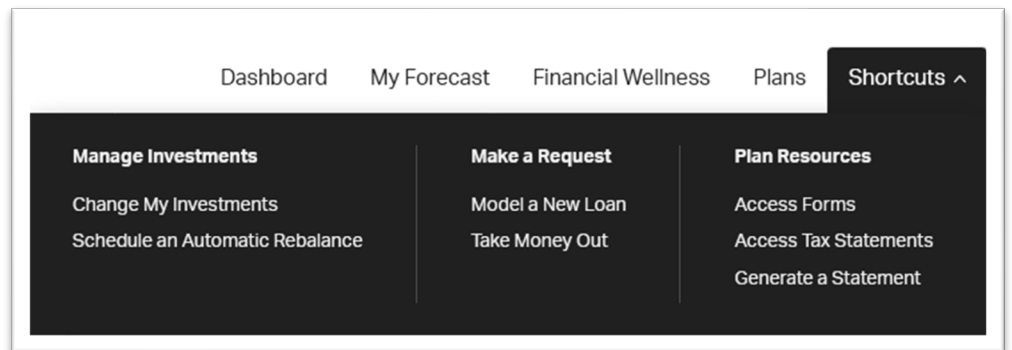 Dashboard My Forecast Financial Wellness Plans Shortcuts
Manage Investments
Change My Investments
Schedule an Automatic Rebalance
Make a Request
Model a New Loan
Take Money Out
Plan Resources
Access Forms
Access Tax Statements
Generate a Statement